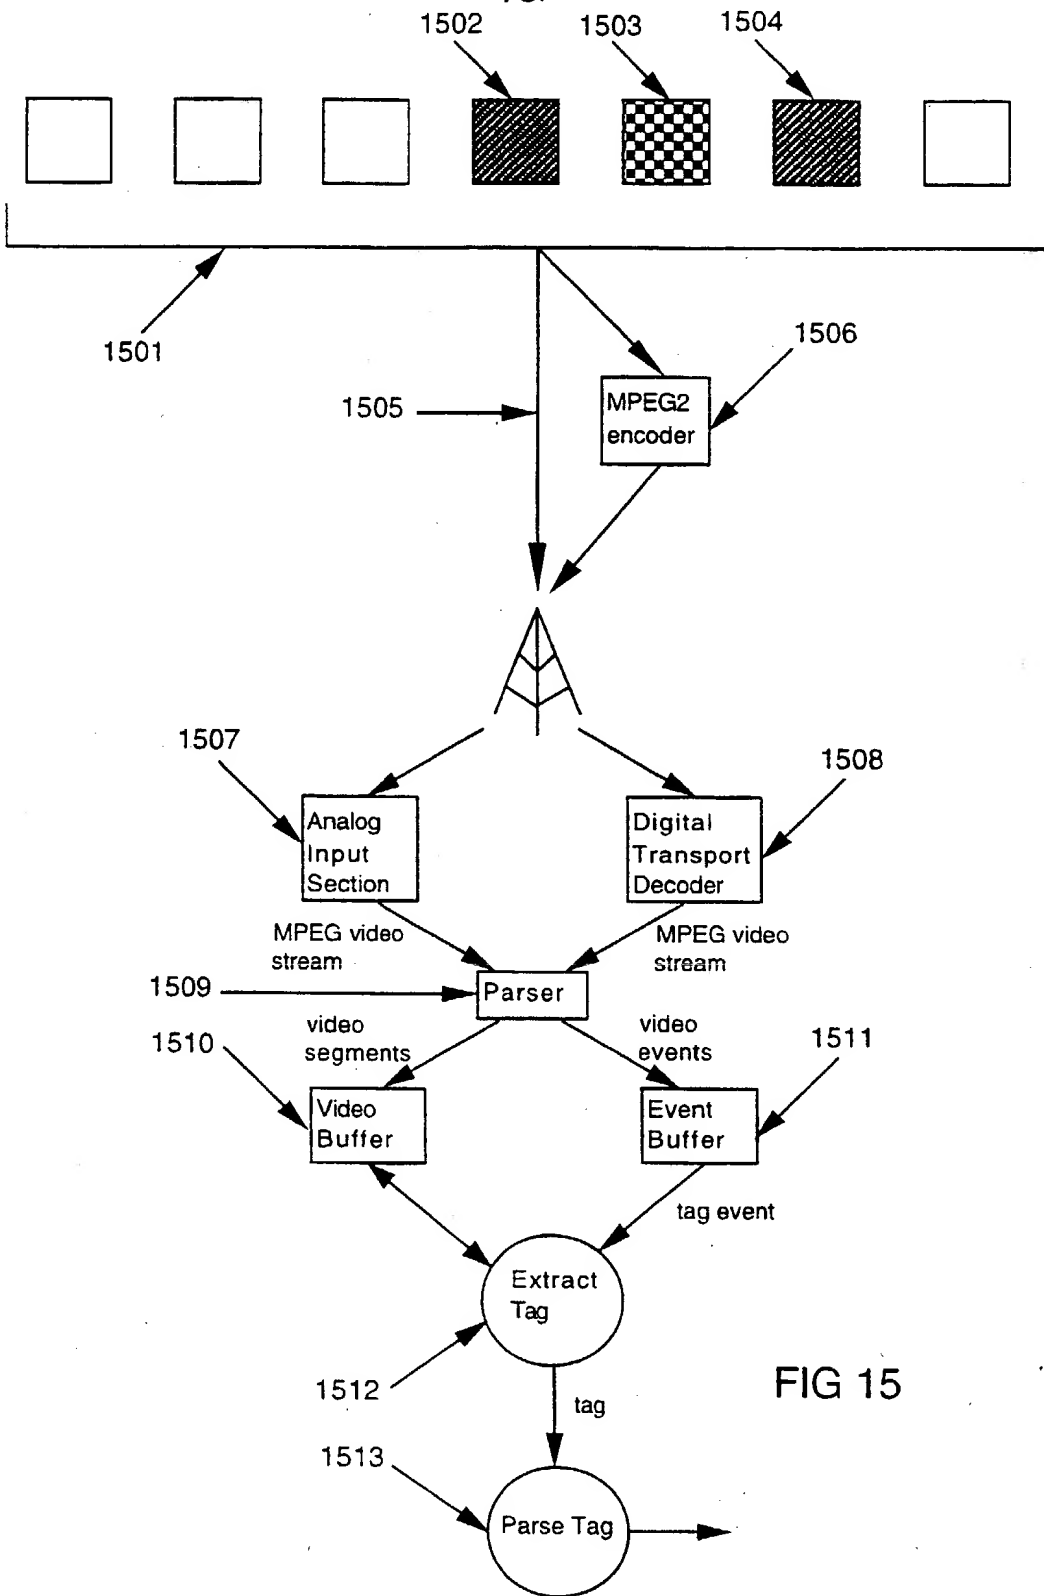 1502
1503
1504
1501
1505
1506
MPEG2
encoder
1507
1508
Analog
Input
Section
Digital
Transport
Decoder
MPEG video
stream
MPEG video
stream
1509
Parser
video
segments
video
events
1510
1511
Video
Buffer
Event
Buffer
tag event
Extract
Tag
1512
tag
FIG 15
1513
Parse Tag